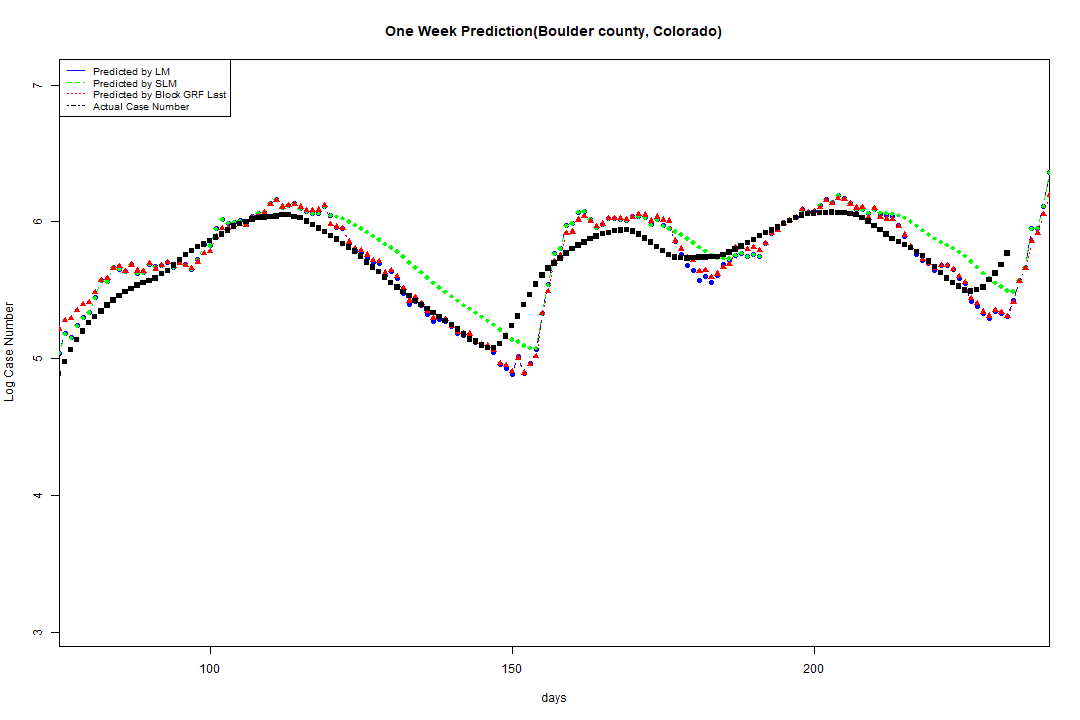 One Week Prediction(Boulder county, Colorado)
Predicted by LM
Predicted by SLM
Predicted by Block GRF Last
Actual Case Number
7
6
5
4
3
Log Case Number
100
150
200
days